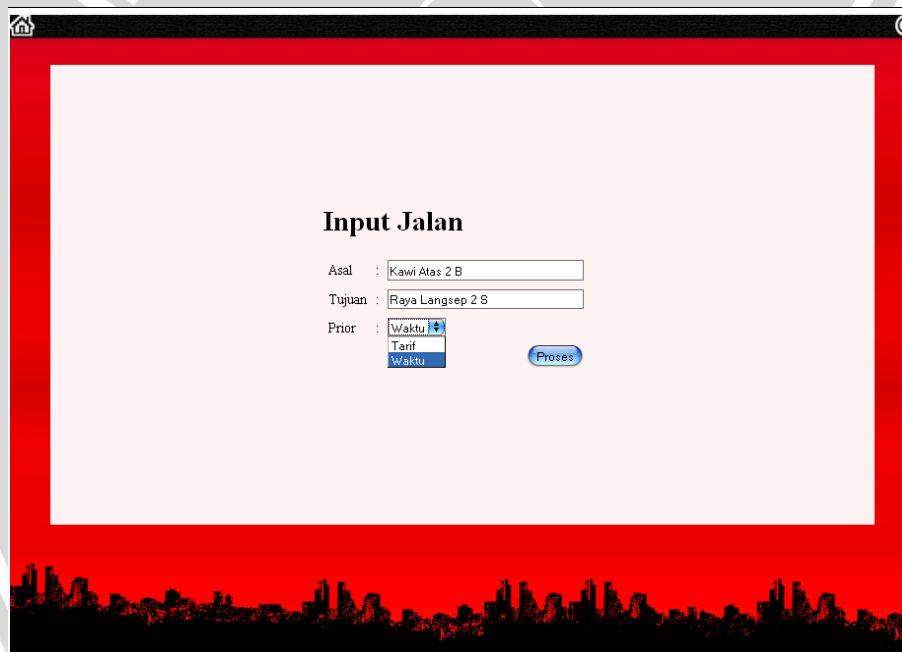 Input Jalan
Asal : Kawi Atas 2 B
Tujuan : Raya Langsep 2 S
Prior : Waktu
Tarif
Waktu
Proses